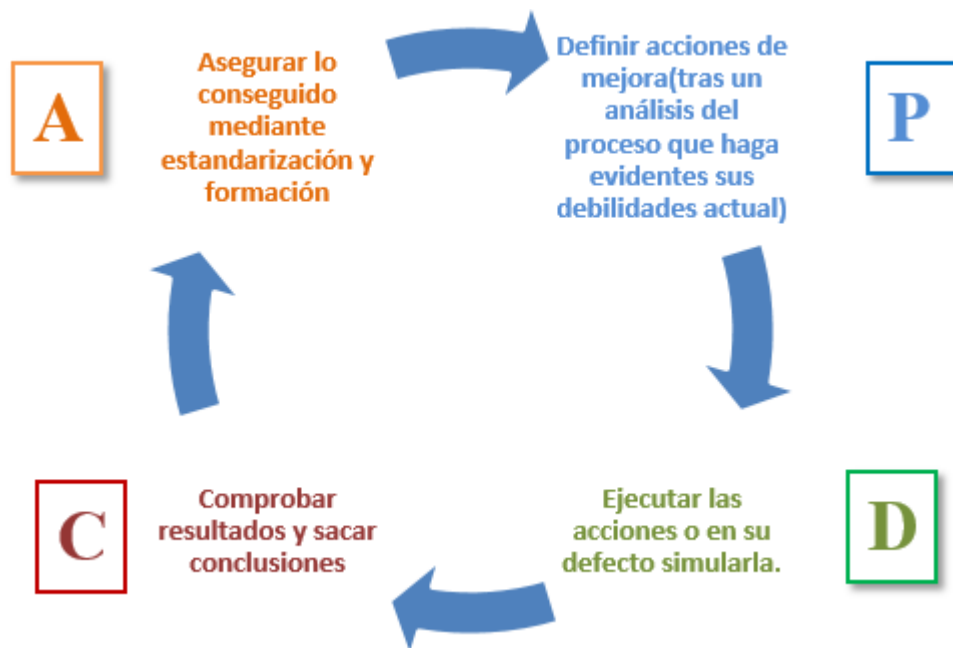 A
Asegurar lo
conseguido
mediante
estandarización y
formación
Definir acciones de
mejora(tras un
análisis del
proceso que haga
evidentes sus
debilidades actual)
P
C
Comprobar
resultados y sacar
conclusiones
Ejecutar las
acciones o en su
defecto simularla.
D